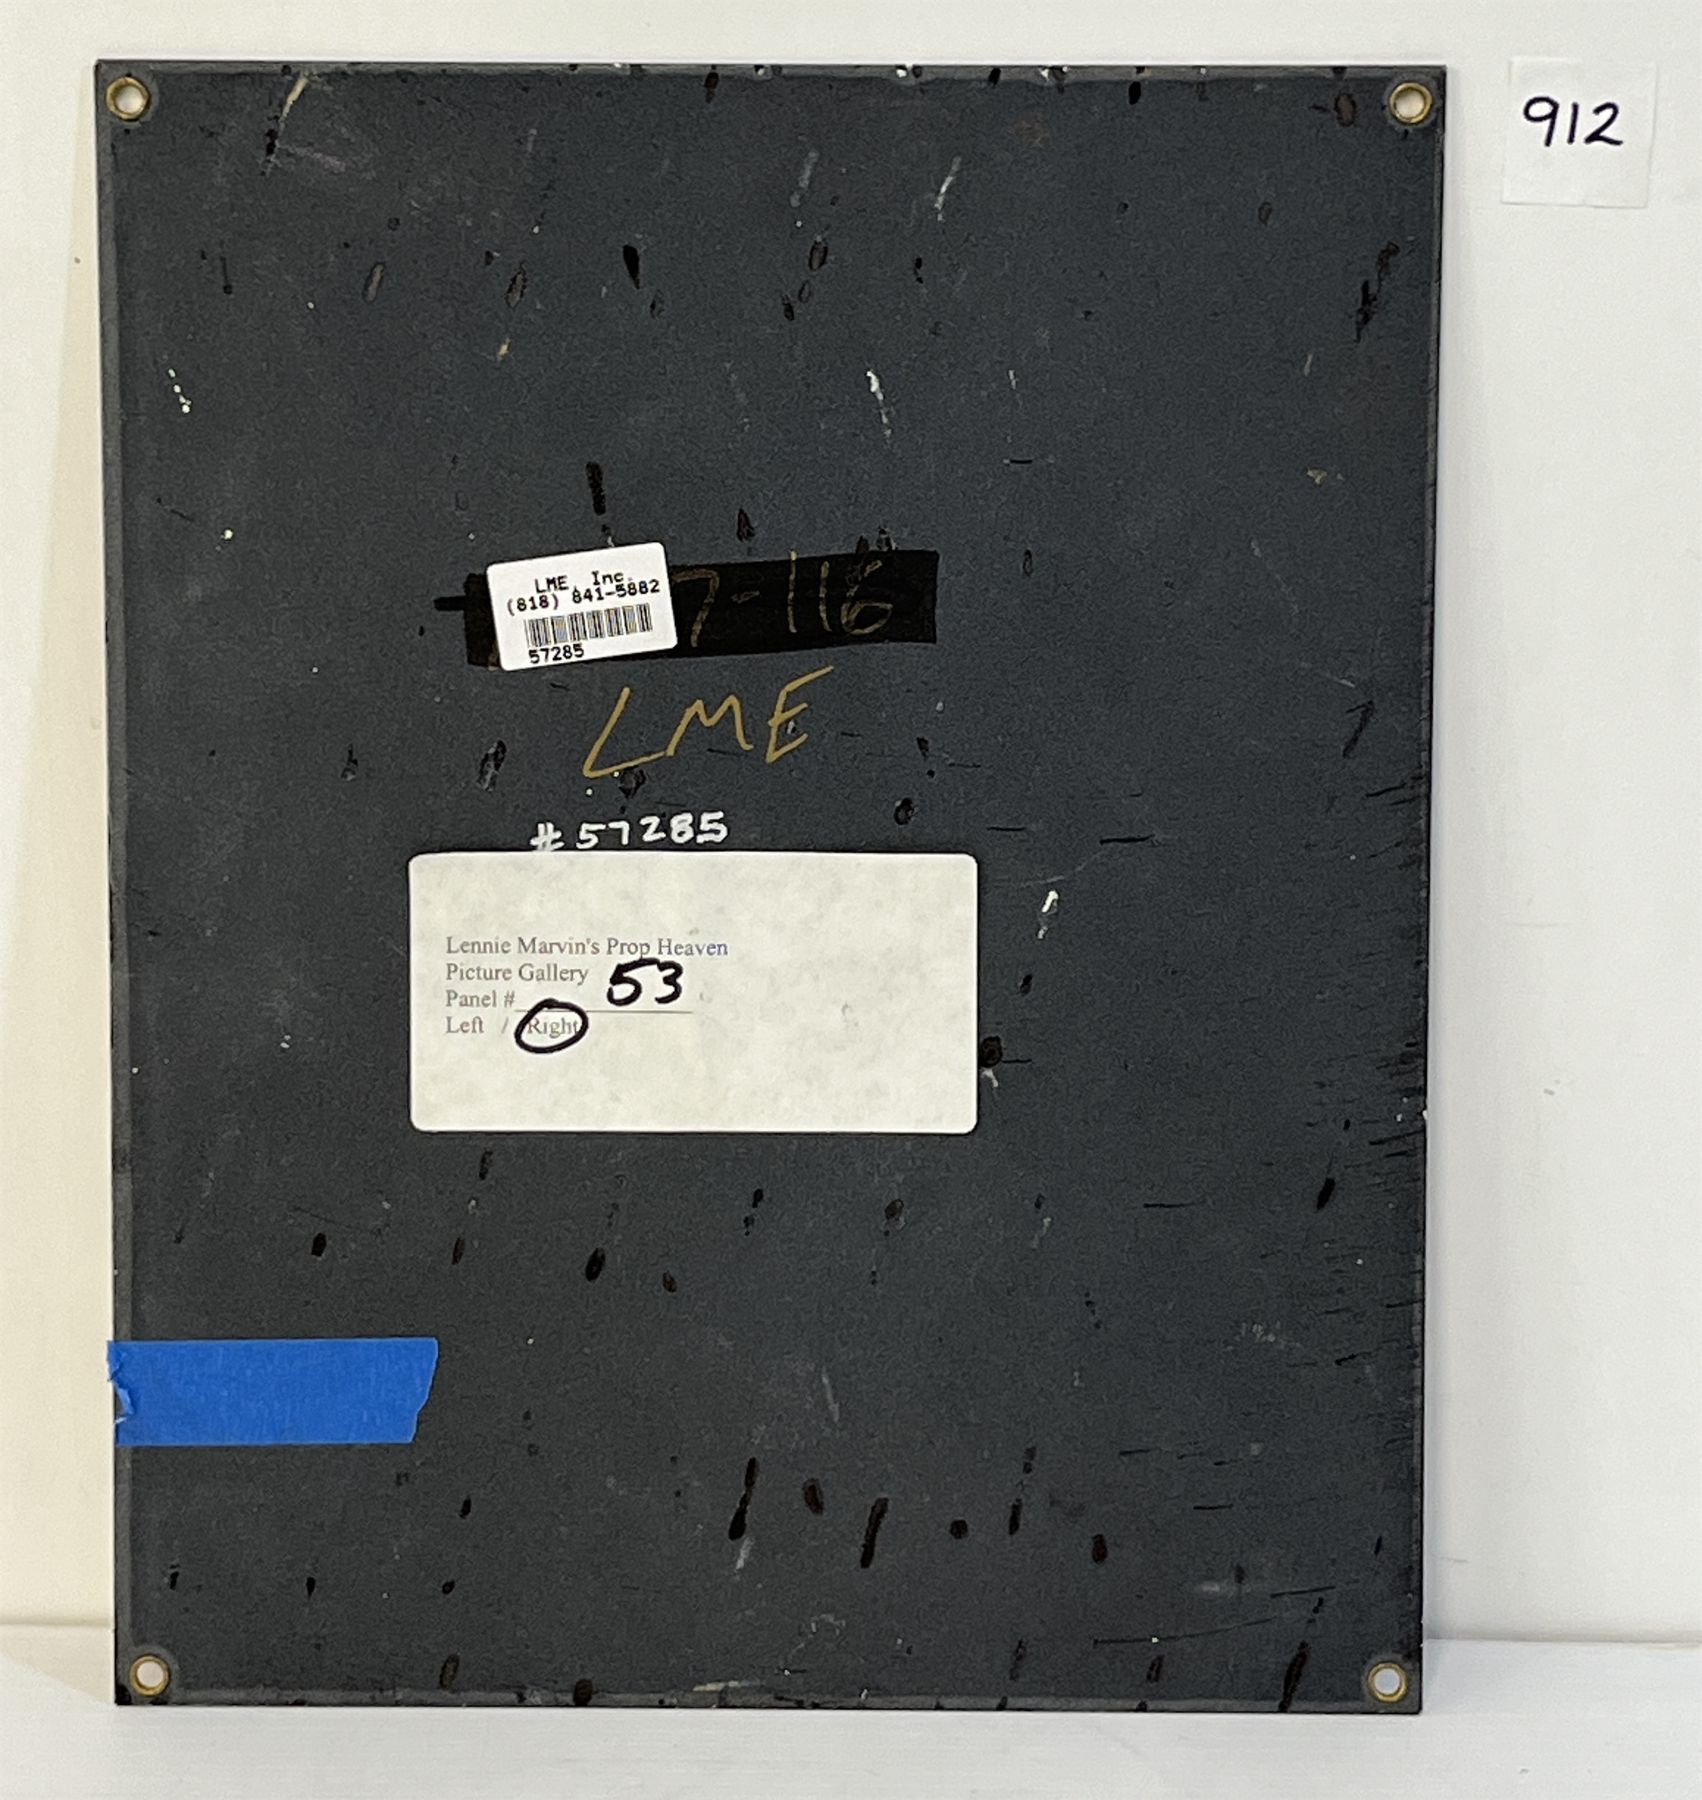 912
LME, Inc.
(818) 841-5882
57285
7-116
LME
#57285
Lennie Marvin's Prop Heaven
Picture Gallery
Panel # 53
Left / Right